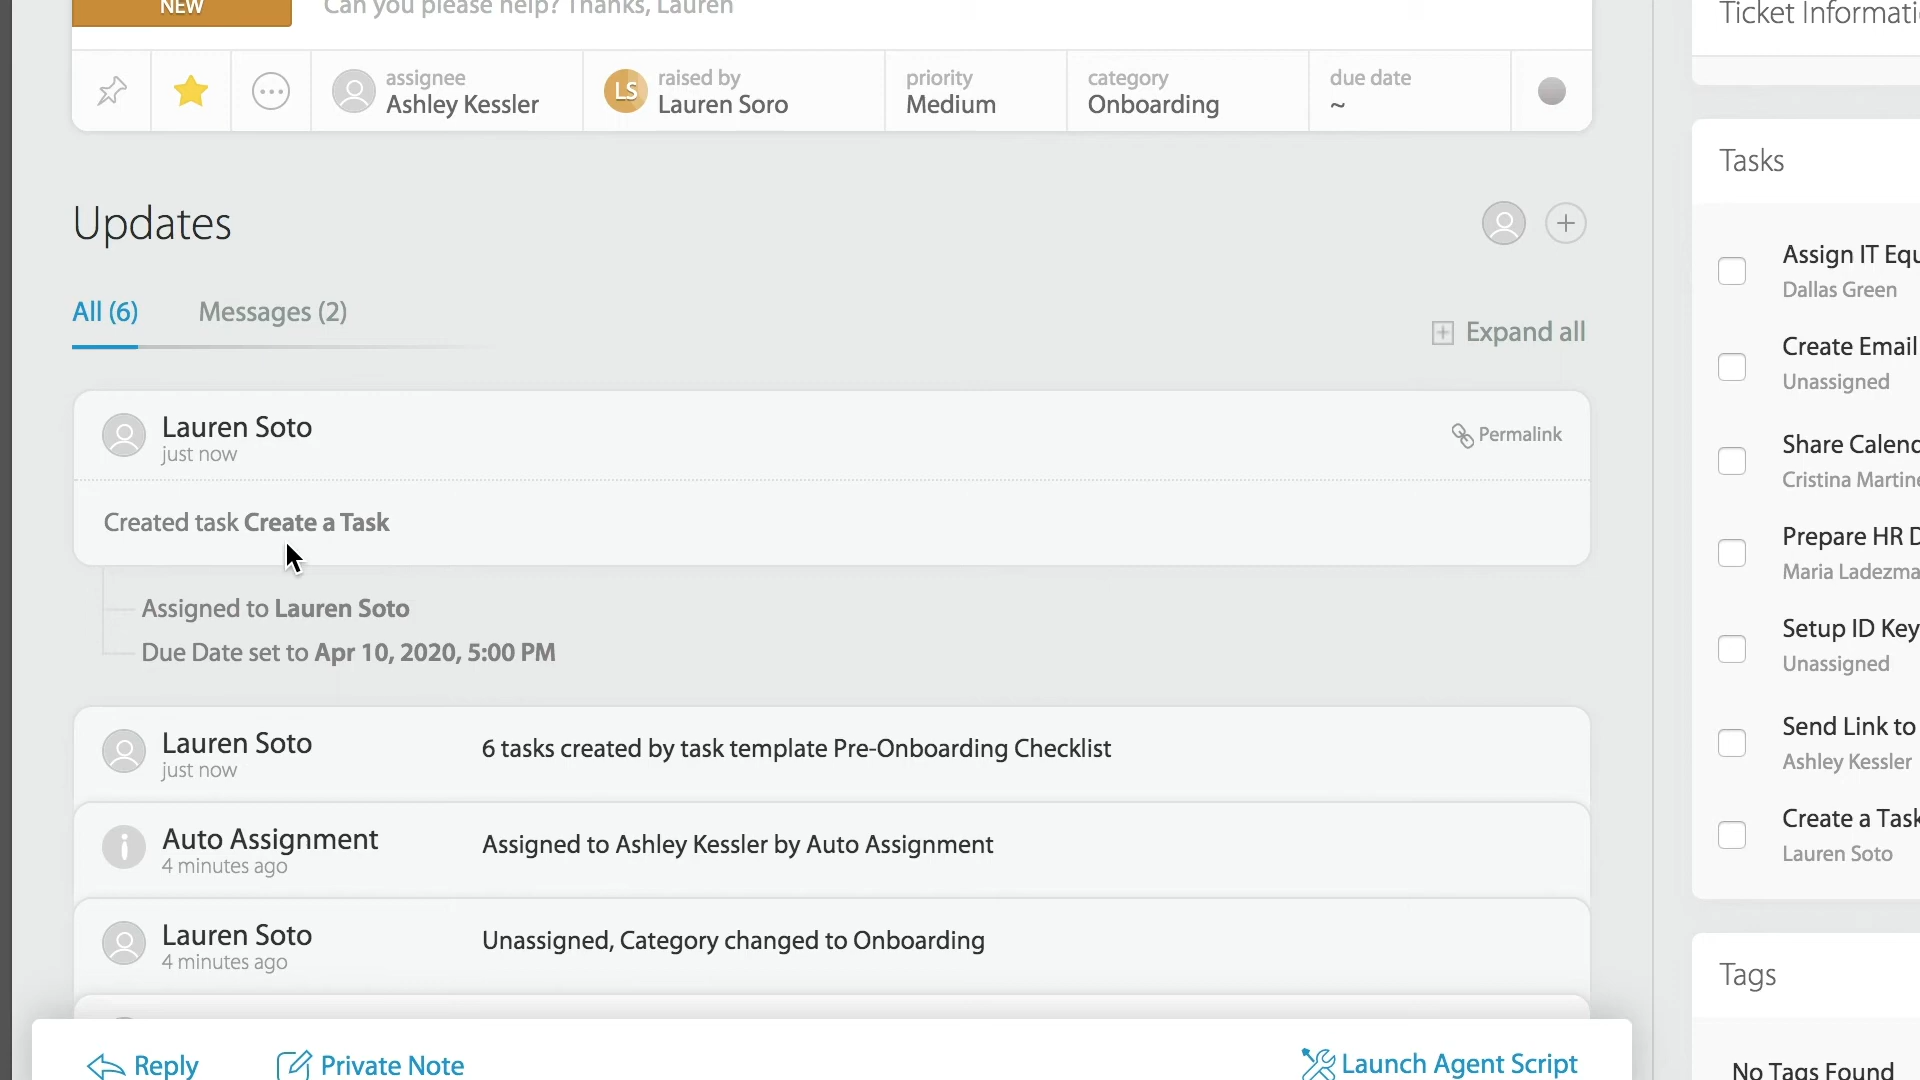 NEW
Can you please help? Thanks, Lauren
assignee
Ashley Kessler
LS
raised by
Lauren Soro
priority
Medium
category
Onboarding
due date
~
Updates
All (6)
Messages (2)
Expand all
Lauren Soto
just now
Permalink
Created task Create a Task
Assigned to Lauren Soto
Due Date set to Apr 10, 2020, 5:00 PM
Lauren Soto
just now
6 tasks created by task template Pre-Onboarding Checklist
Auto Assignment
4 minutes ago
Assigned to Ashley Kessler by Auto Assignment
Lauren Soto
4 minutes ago
Unassigned, Category changed to Onboarding
Reply
Private Note
Launch Agent Script
Ticket Informati
Tasks
Assign IT Equ
Dallas Green
Create Email
Unassigned
Share Calend
Cristina Martine
Prepare HR D
Maria Ladezma
Setup ID Key
Unassigned
Send Link to
Ashley Kessler
Create a Task
Lauren Soto
Tags
No Tags Found